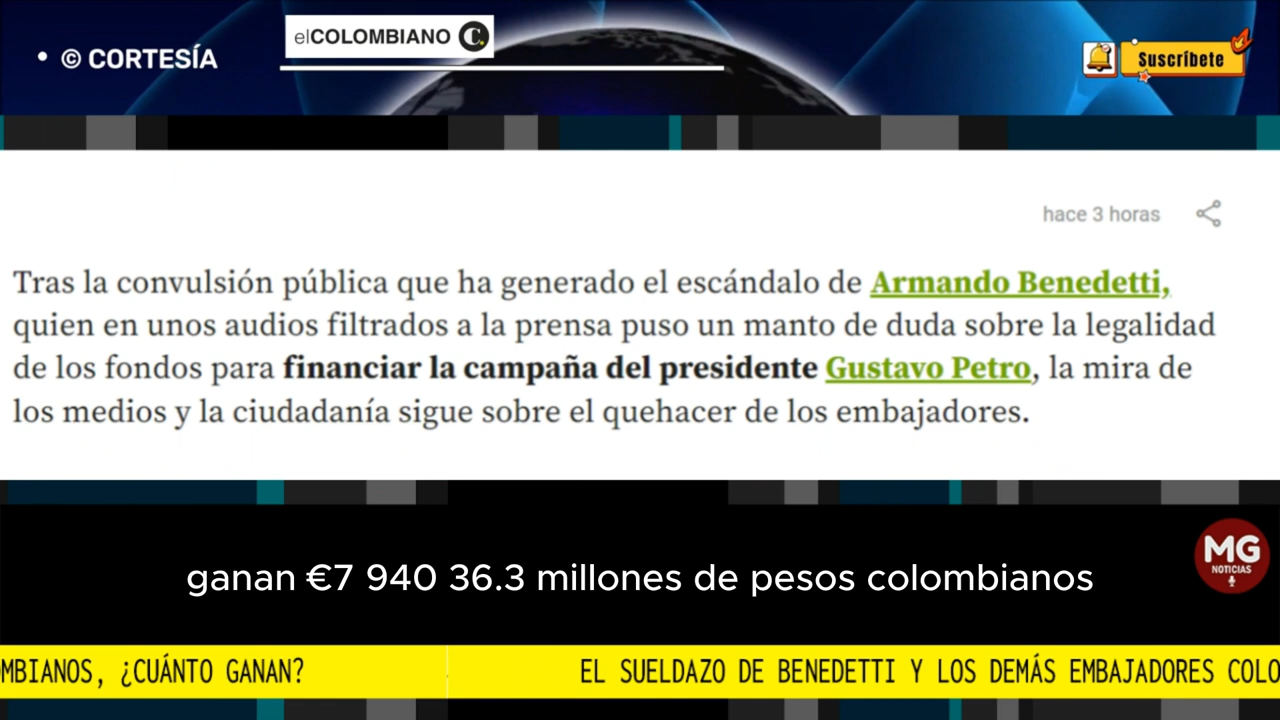 • © CORTESÍA
elCOLOMBIANO C.
Suscríbete
hace 3 horas
Tras la convulsión pública que ha generado el escándalo de Armando Benedetti,
quien en unos audios filtrados a la prensa puso un manto de duda sobre la legalidad
de los fondos para financiar la campaña del presidente Gustavo Petro, la mira de
los medios y la ciudadanía sigue sobre el quehacer de los embajadores.
MG
NOTICIAS
ganan €7 940 36.3 millones de pesos colombianos
OMBIANOS, ¿CUÁNTO GANAN? EL SUELDAZO DE BENEDETTI Y LOS DEMÁS EMBAJADORES COLO